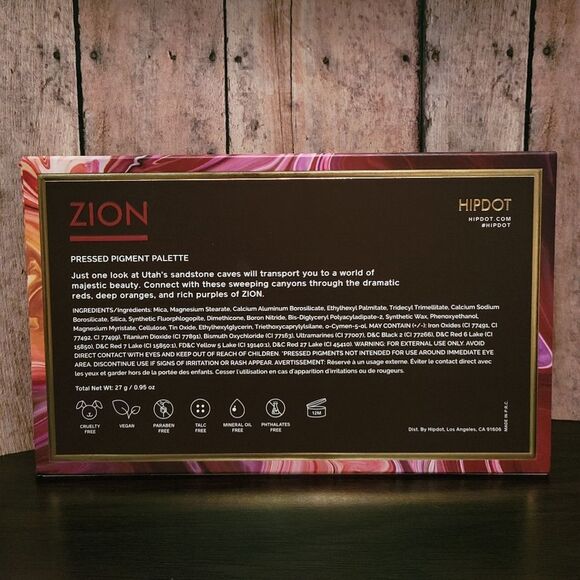 ZION
HIPDOT
HIPDOT.COM
#HIPDOT
PRESSED PIGMENT PALETTE
Just one look at Utah's sandstone caves will transport you to a world of
majestic beauty. Connect with these sweeping canyons through the dramatic
reds, deep oranges, and rich purples of ZION.
INGREDIENTS/Ingrédients: Mica, Magnesium Stearate, Calcium Aluminum Borosilicate, Ethylhexyl Palmitate, Tridecyl Trimellitate, Calcium Sodium
Borosilicate, Silica, Synthetic Fluorphlogopite, Dimethicone, Boron Nitride, Bis-Diglyceryl Polyacyladipate-2, Synthetic Wax, Phenoxyethanol,
Magnesium Myristate, Cellulose, Tin Oxide, Ethylhexylglycerin, Triethoxycaprylylsilane, o-Cymen-5-ol. MAY CONTAIN (+/-): Iron Oxides (CI 77491, CI
77492, CI 77499), Titanium Dioxide (CI 77891), Bismuth Oxychloride (CI 77163), Ultramarines (CI 77007), D&C Black 2 (CI 77266), D&C Red 6 Lake (CI
15850), D&C Red 7 Lake (CI 15850:1), FD&C Yellow 5 Lake (CI 19140:1), D&C Red 27 Lake (CI 45410). WARNING: FOR EXTERNAL USE ONLY. AVOID
DIRECT CONTACT WITH EYES AND KEEP OUT OF REACH OF CHILDREN. *PRESSED PIGMENTS NOT INTENDED FOR USE AROUND IMMEDIATE EYE
AREA. DISCONTINUE USE IF SIGNS OF IRRITATION OR RASH APPEAR. AVERTISSEMENT: Réservé à un usage externe. Éviter le contact direct avec
les yeux et garder hors de la portée des enfants. Cesser l'utilisation en cas d'apparition d'irritations ou de rougeurs.
Total Net Wt. 27 g / 0.95 oz
CRUELTY
FREE
VEGAN
PARABEN
FREE
TALC
FREE
MINERAL OIL
FREE
PHTHALATES
FREE
12M
Dist. By Hipdot, Los Angeles, CA 91606
MADE IN P.R.C.